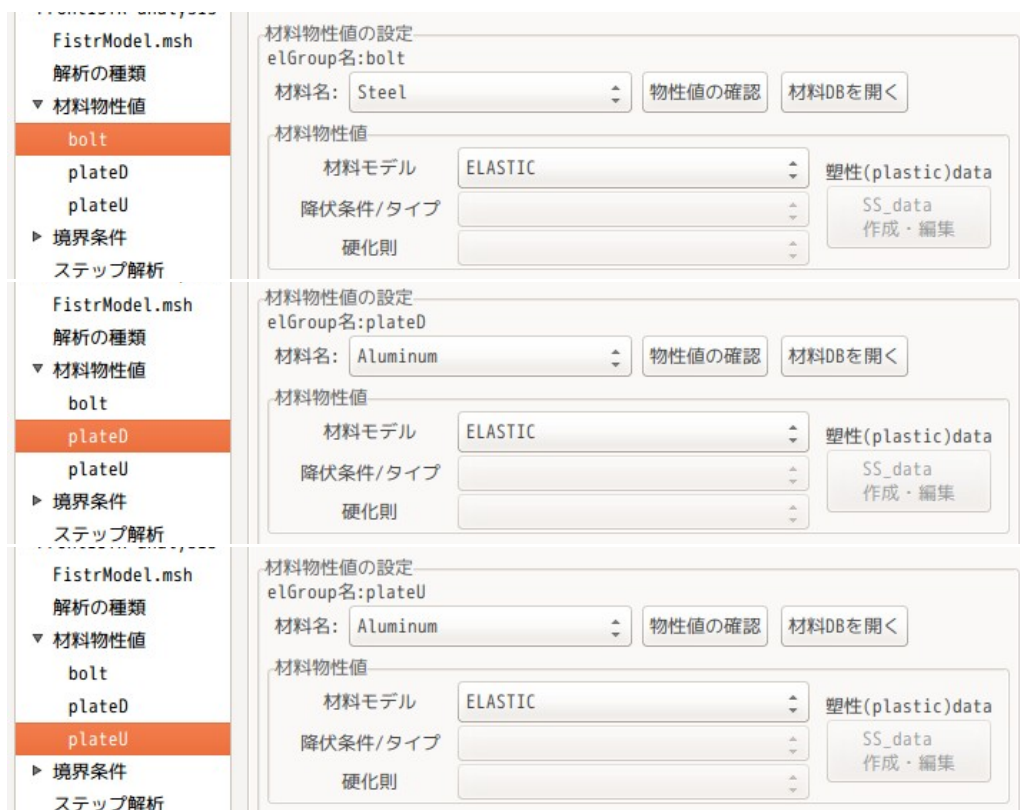 FistrModel.msh
解析の種類
材料物性値
bolt
plateD
plateU
境界条件
ステップ解析
材料物性値の設定
elGroup名:bolt
材料名: Steel 物性値の確認 材料DBを開く
材料物性値
材料モデル ELASTIC 塑性(plastic)data
降伏条件/タイプ SS_data
作成・編集
硬化則
FistrModel.msh
解析の種類
材料物性値
bolt
plateD
plateU
境界条件
ステップ解析
材料物性値の設定
elGroup名:plateD
材料名: Aluminum 物性値の確認 材料DBを開く
材料物性値
材料モデル ELASTIC 塑性(plastic)data
降伏条件/タイプ SS_data
作成・編集
硬化則
FistrModel.msh
解析の種類
材料物性値
bolt
plateD
plateU
境界条件
ステップ解析
材料物性値の設定
elGroup名:plateU
材料名: Aluminum 物性値の確認 材料DBを開く
材料物性値
材料モデル ELASTIC 塑性(plastic)data
降伏条件/タイプ SS_data
作成・編集
硬化則